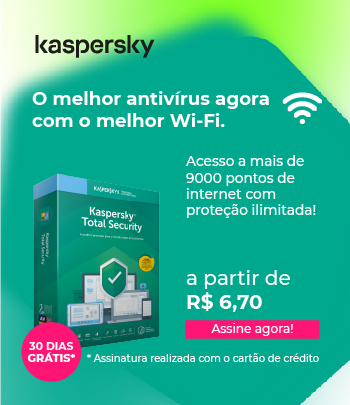 kaspersky
O melhor antivírus agora
com o melhor Wi-Fi.
Acesso a mais de
9000 pontos de
internet com
proteção ilimitada!
KASPERSKY
Kaspersky
Total Security
a partir de
R$ 6,70
Assine agora!
30 DIAS
GRÁTIS*
* Assinatura realizada com o cartão de crédito